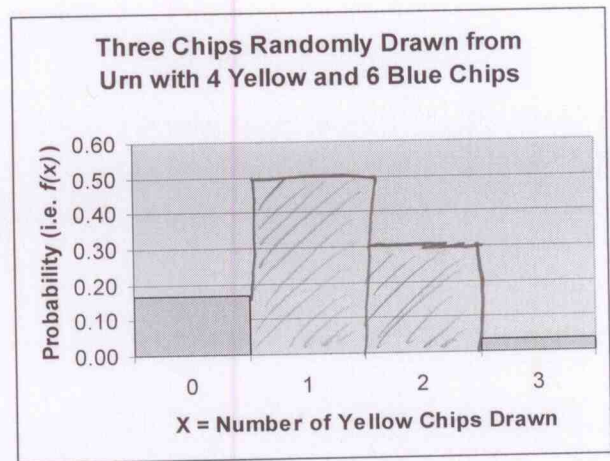 Three Chips Randomly Drawn from
Urn with 4 Yellow and 6 Blue Chips
Probability (i.e. f(x))
0.60
0.50
0.40
0.30
0.20
0.10
0.00
0
1
2
3
X = Number of Yellow Chips Drawn